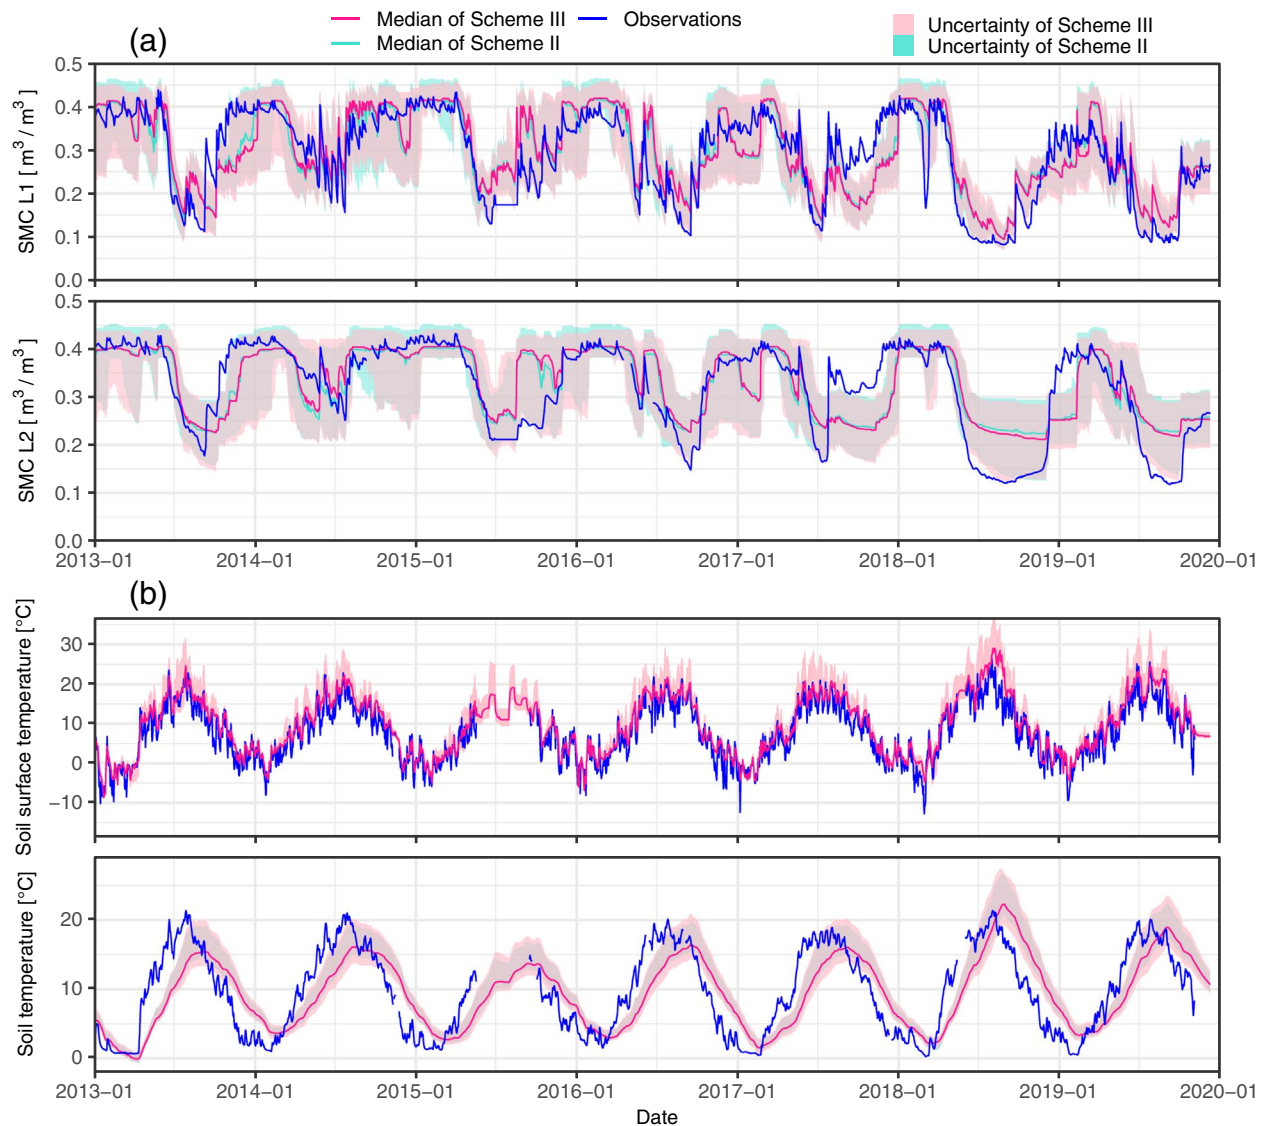 (a)
Median of Scheme III
Observations
Median of Scheme II
Uncertainty of Scheme III
Uncertainty of Scheme II
SMC L1 [ m³ / m³ ]
0.5
0.4
0.3
0.2
0.1
0.0
SMC L2 [ m³ / m³ ]
0.5
0.4
0.3
0.2
0.1
0.0
2013−01 2014−01 2015−01 2016−01 2017−01 2018−01 2019−01 2020−01
(b)
Soil surface temperature [°C]
30
20
10
0
−10
Soil temperature [°C]
20
10
0
2013−01 2014−01 2015−01 2016−01 2017−01 2018−01 2019−01 2020−01
Date